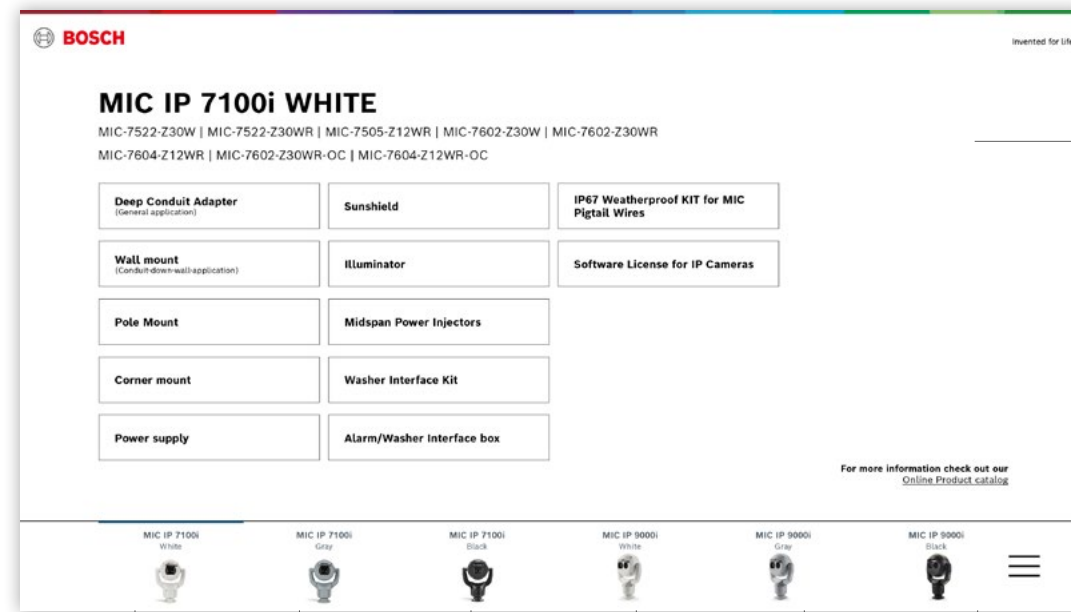 BOSCH
Invented for life
MIC IP 7100i WHITE
MIC-7522-Z30W | MIC-7522-Z30WR | MIC-7505-Z12WR | MIC-7602-Z30W | MIC-7602-Z30WR
MIC-7604-Z12WR | MIC-7602-Z30WR-OC | MIC-7604-Z12WR-OC
Deep Conduit Adapter
(General application)
Sunshield
IP67 Weatherproof KIT for MIC
Pigtail Wires
Wall mount
(Conduit-down-wall-application)
Illuminator
Software License for IP Cameras
Pole Mount
Midspan Power Injectors
Corner mount
Washer Interface Kit
Power supply
Alarm/Washer Interface box
For more information check out our
Online Product catalog
MIC IP 7100i
White
MIC IP 7100i
Gray
MIC IP 7100i
Black
MIC IP 9000i
White
MIC IP 9000i
Gray
MIC IP 9000i
Black